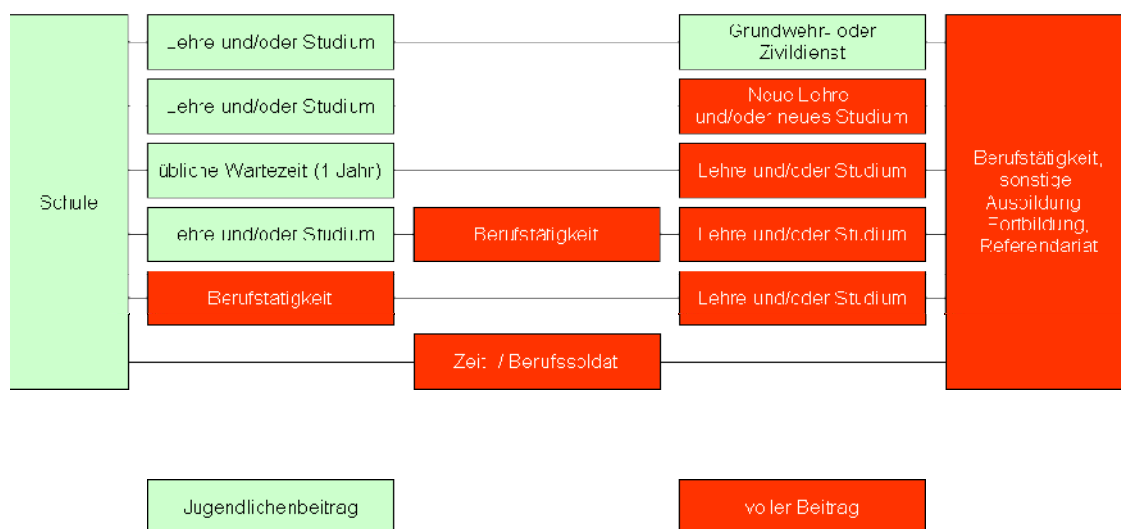 Schule
Lehre und/oder Studium
Grundwehr- oder
Zivildienst
Lehre und/oder Studium
Neue Lehre
und/oder neues Studium
übliche Wartezeit (1 Jahr)
Lehre und/oder Studium
Lehre und/oder Studium
Berufstätigkeit
Lehre und/oder Studium
Berufstätigkeit
Lehre und/oder Studium
Zeit- / Berufssoldat
Berufstätigkeit,
sonstige
Ausbildung
Fortbildung,
Referendariat
Jugendlichenbeitrag
voller Beitrag